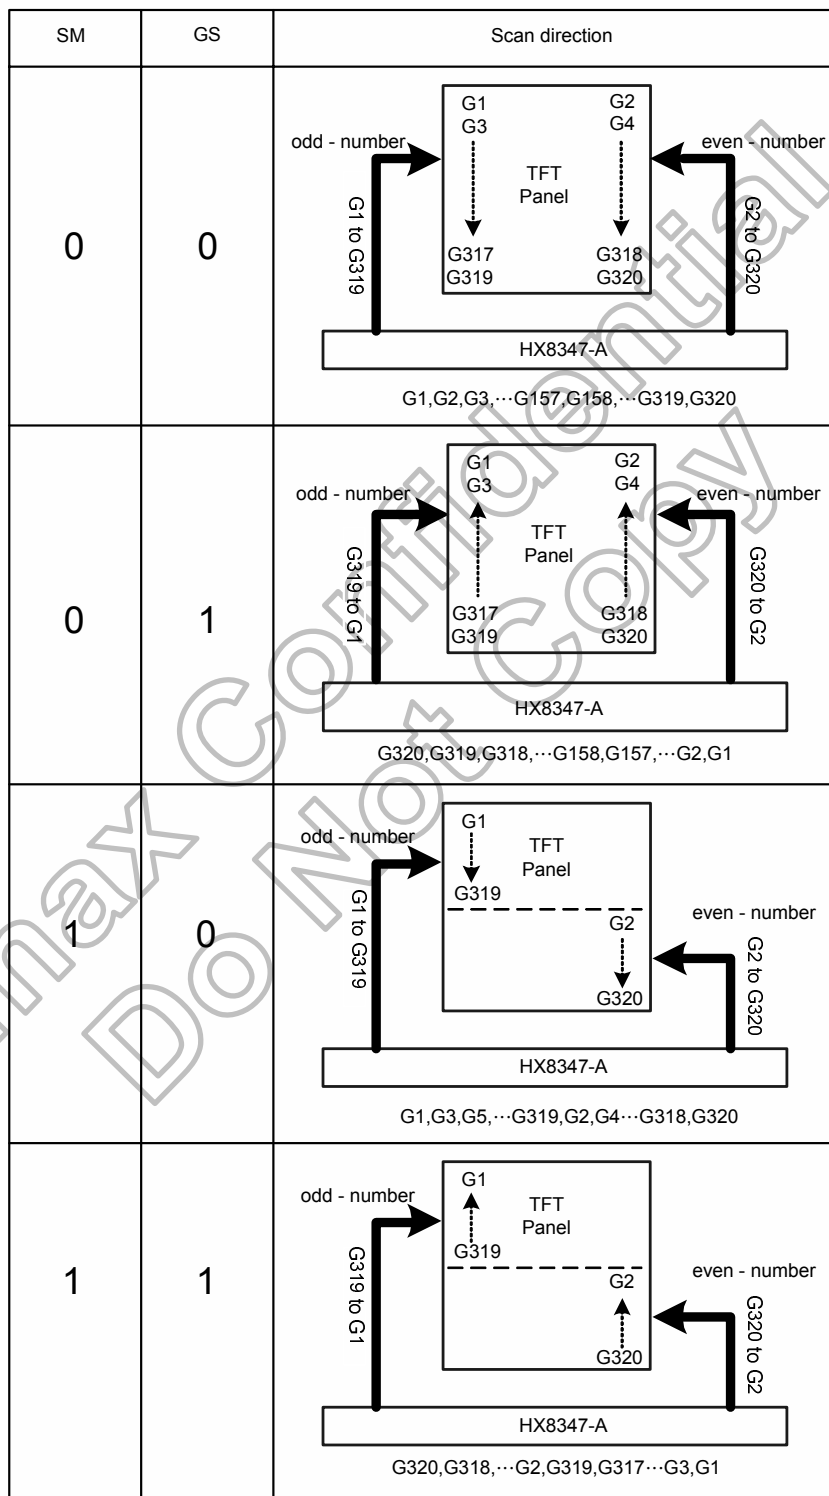 SM GS Scan direction
0 0
G1 G2
G3 G4
odd - number even - number
TFT
Panel
G1 to G319
G2 to G320
G317 G318
G319 G320
HX8347-A
G1,G2,G3,···G157,G158,···G319,G320
0 1
G1 G2
G3 G4
odd - number even - number
TFT
Panel
G319 to G1
G320 to G2
G317 G318
G319 G320
HX8347-A
G320,G319,G318,···G158,G157,···G2,G1
1 0
G1
odd - number
TFT
Panel
G1 to G319
G319
G2
even - number
G2 to G320
G320
HX8347-A
G1,G3,G5,···G319,G2,G4···G318,G320
1 1
G1
odd - number
TFT
Panel
G319 to G1
G319
G2
even - number
G320 to G2
G320
HX8347-A
G320,G318,···G2,G319,G317···G3,G1
Confidential
Do Not Copy